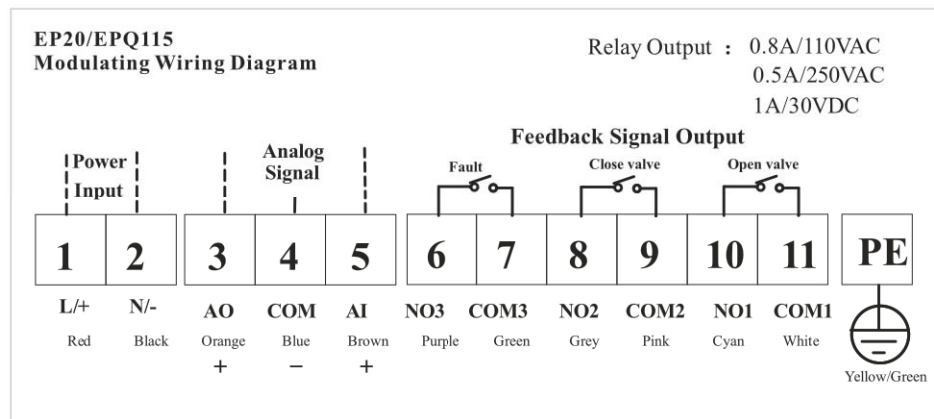 EP20/EPQ115
Modulating Wiring Diagram
Relay Output : 0.8A/110VAC
0.5A/250VAC
1A/30VDC
Feedback Signal Output
Power
Input
Analog
Signal
Fault
Close valve
Open valve
1 2 3 4 5 6 7 8 9 10 11 PE
L/+ N/- AO COM AI NO3 COM3 NO2 COM2 NO1 COM1
Red Black Orange Blue Brown Purple Green Grey Pink Cyan White
+ − +
Yellow/Green